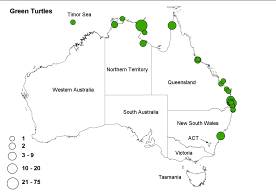 Green Turtles
Timor Sea
Northern Territory
Queensland
Western Australia
South Australia
New South Wales
ACT
Victoria
Tasmania
1
2
3 - 9
10 - 20
21 - 75